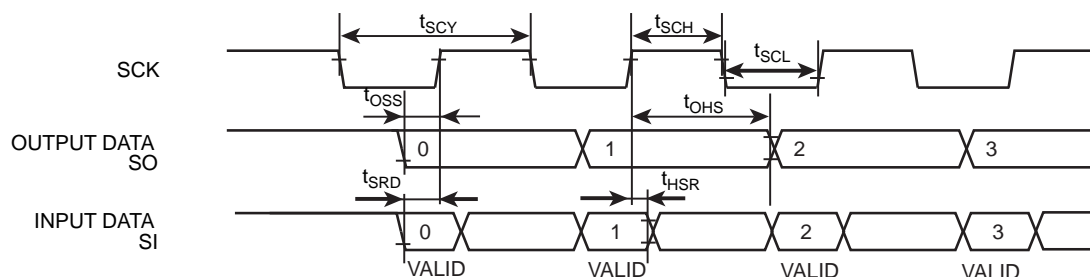 tSCY
tSCH
SCK
tSCL
tOSS
tOHS
OUTPUT DATA
SO
0
1
2
3
tSRD
tHSR
INPUT DATA
SI
0
1
2
3
VALID
VALID
VALID
VALID